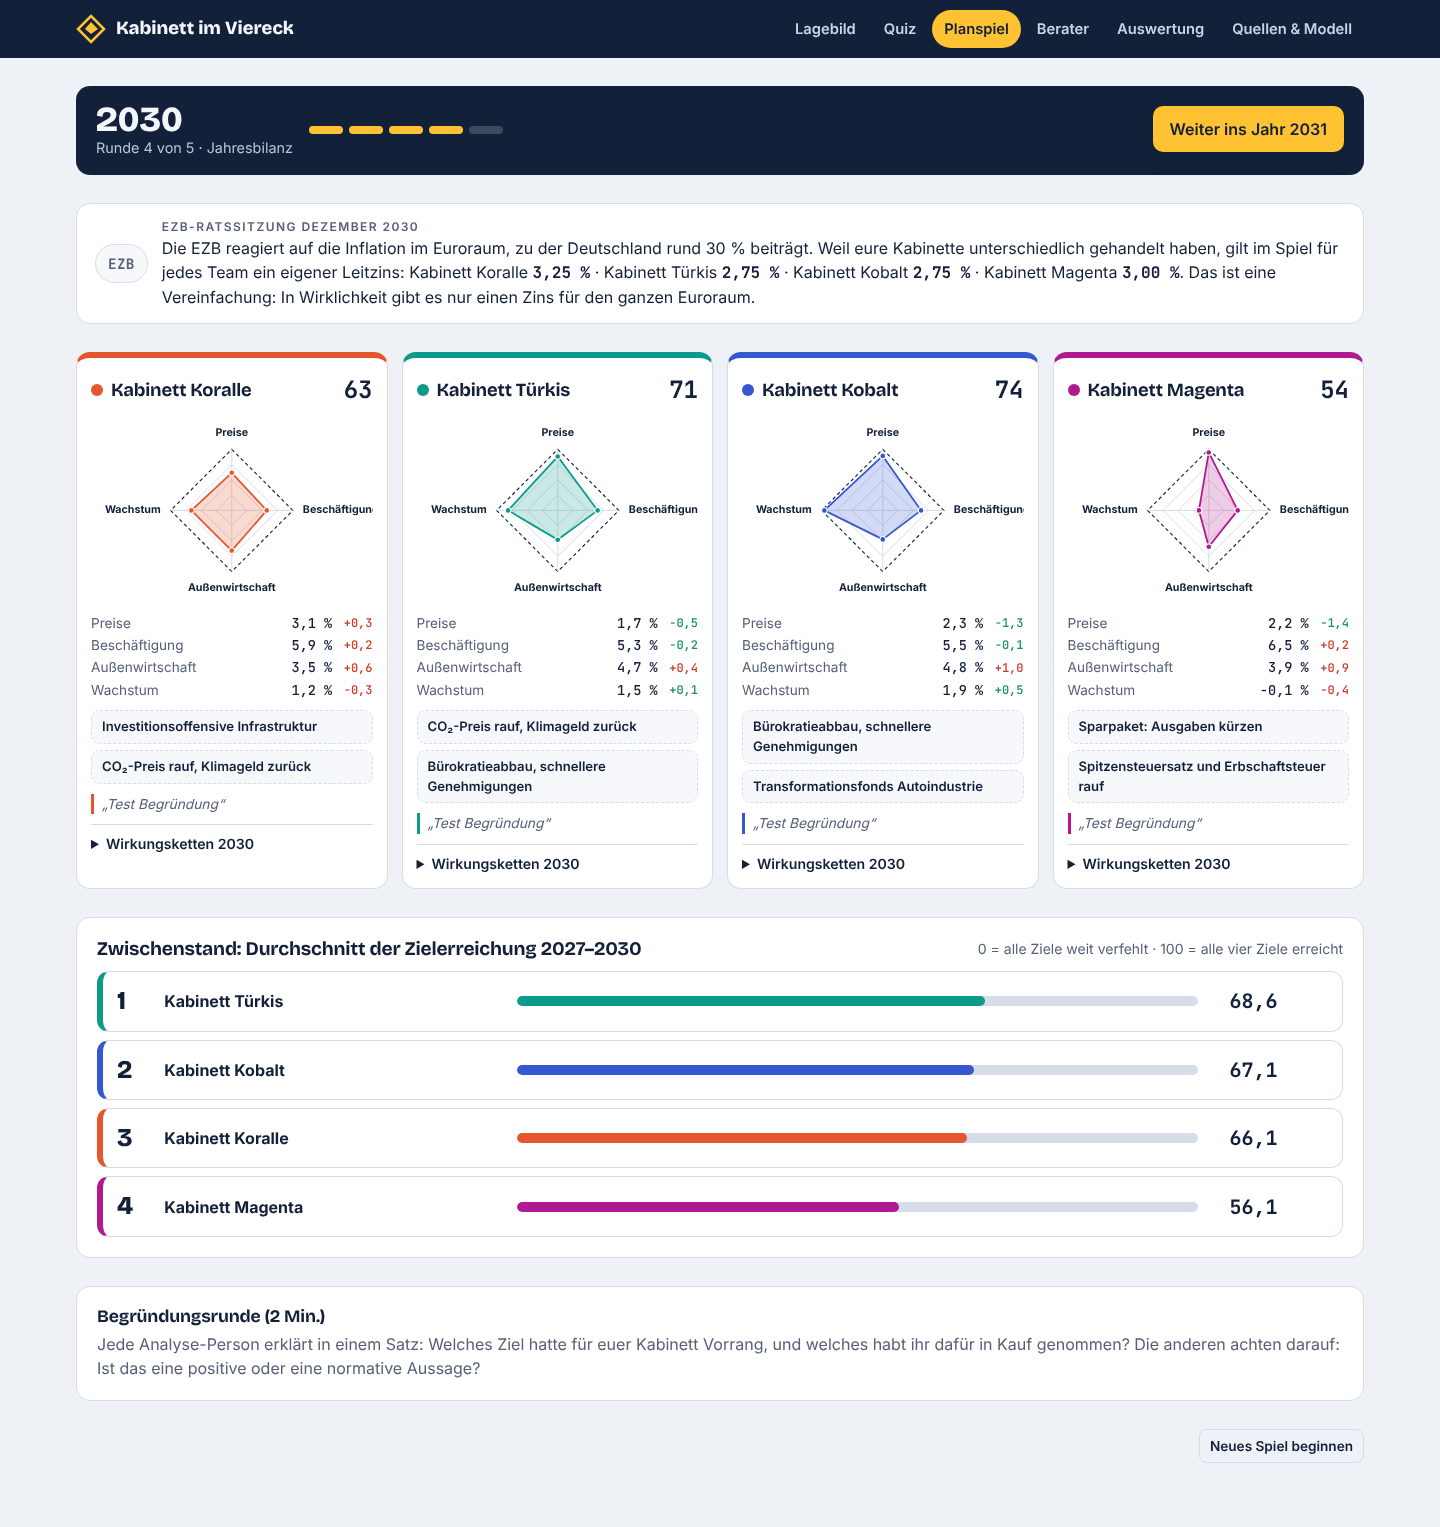 Kabinett im Viereck
Lagebild
Quiz
Planspiel
Berater
Auswertung
Quellen & Modell
2030
Runde 4 von 5 · Jahresbilanz
Weiter ins Jahr 2031
EZB
EZB-RATSSITZUNG DEZEMBER 2030
Die EZB reagiert auf die Inflation im Euroraum, zu der Deutschland rund 30 % beiträgt. Weil eure Kabinette unterschiedlich gehandelt haben, gilt im Spiel für
jedes Team ein eigener Leitzins: Kabinett Koralle 3,25 % · Kabinett Türkis 2,75 % · Kabinett Kobalt 2,75 % · Kabinett Magenta 3,00 %. Das ist eine
Vereinfachung: In Wirklichkeit gibt es nur einen Zins für den ganzen Euroraum.
Kabinett Koralle 63
Preise
Wachstum
Beschäftigun
Außenwirtschaft
Preise 3,1 % +0,3
Beschäftigung 5,9 % +0,2
Außenwirtschaft 3,5 % +0,6
Wachstum 1,2 % -0,3
Investitionsoffensive Infrastruktur
CO₂-Preis rauf, Klimageld zurück
„Test Begründung“
Wirkungsketten 2030
Kabinett Türkis 71
Preise
Wachstum
Beschäftigun
Außenwirtschaft
Preise 1,7 % -0,5
Beschäftigung 5,3 % -0,2
Außenwirtschaft 4,7 % +0,4
Wachstum 1,5 % +0,1
CO₂-Preis rauf, Klimageld zurück
Bürokratieabbau, schnellere
Genehmigungen
„Test Begründung“
Wirkungsketten 2030
Kabinett Kobalt 74
Preise
Wachstum
Beschäftigun
Außenwirtschaft
Preise 2,3 % -1,3
Beschäftigung 5,5 % -0,1
Außenwirtschaft 4,8 % +1,0
Wachstum 1,9 % +0,5
Bürokratieabbau, schnellere
Genehmigungen
Transformationsfonds Autoindustrie
„Test Begründung“
Wirkungsketten 2030
Kabinett Magenta 54
Preise
Wachstum
Beschäftigun
Außenwirtschaft
Preise 2,2 % -1,4
Beschäftigung 6,5 % +0,2
Außenwirtschaft 3,9 % +0,9
Wachstum -0,1 % -0,4
Sparpaket: Ausgaben kürzen
Spitzensteuersatz und Erbschaftsteuer
rauf
„Test Begründung“
Wirkungsketten 2030
Zwischenstand: Durchschnitt der Zielerreichung 2027–2030
0 = alle Ziele weit verfehlt · 100 = alle vier Ziele erreicht
1 Kabinett Türkis 68,6
2 Kabinett Kobalt 67,1
3 Kabinett Koralle 66,1
4 Kabinett Magenta 56,1
Begründungsrunde (2 Min.)
Jede Analyse-Person erklärt in einem Satz: Welches Ziel hatte für euer Kabinett Vorrang, und welches habt ihr dafür in Kauf genommen? Die anderen achten darauf:
Ist das eine positive oder eine normative Aussage?
Neues Spiel beginnen